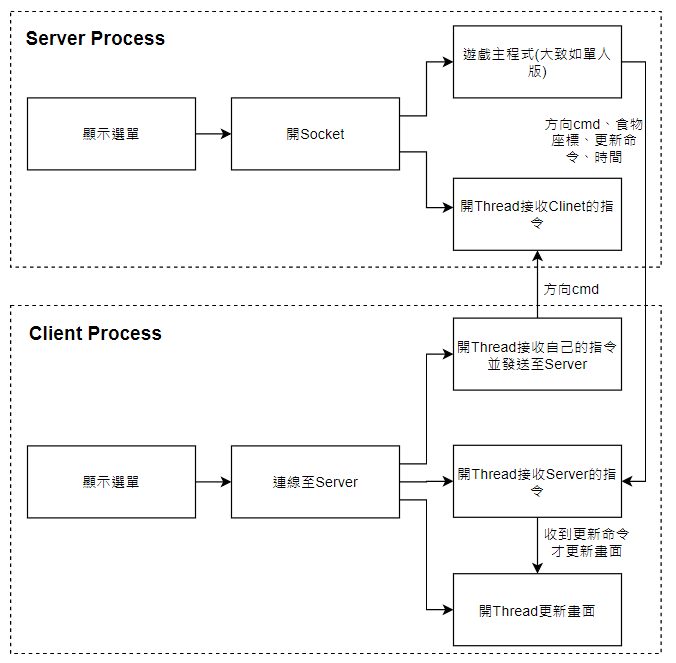 Server Process
遊戲主程式(大致如單人
版)
顯示選單
開Socket
方向cmd、食物
座標、更新命
令、時間
開Thread接收Clinet的指
令
方向cmd
Client Process
開Thread接收自己的指令
並發送至Server
顯示選單
連線至Server
開Thread接收Server的指
令
收到更新命令
才更新畫面
開Thread更新畫面